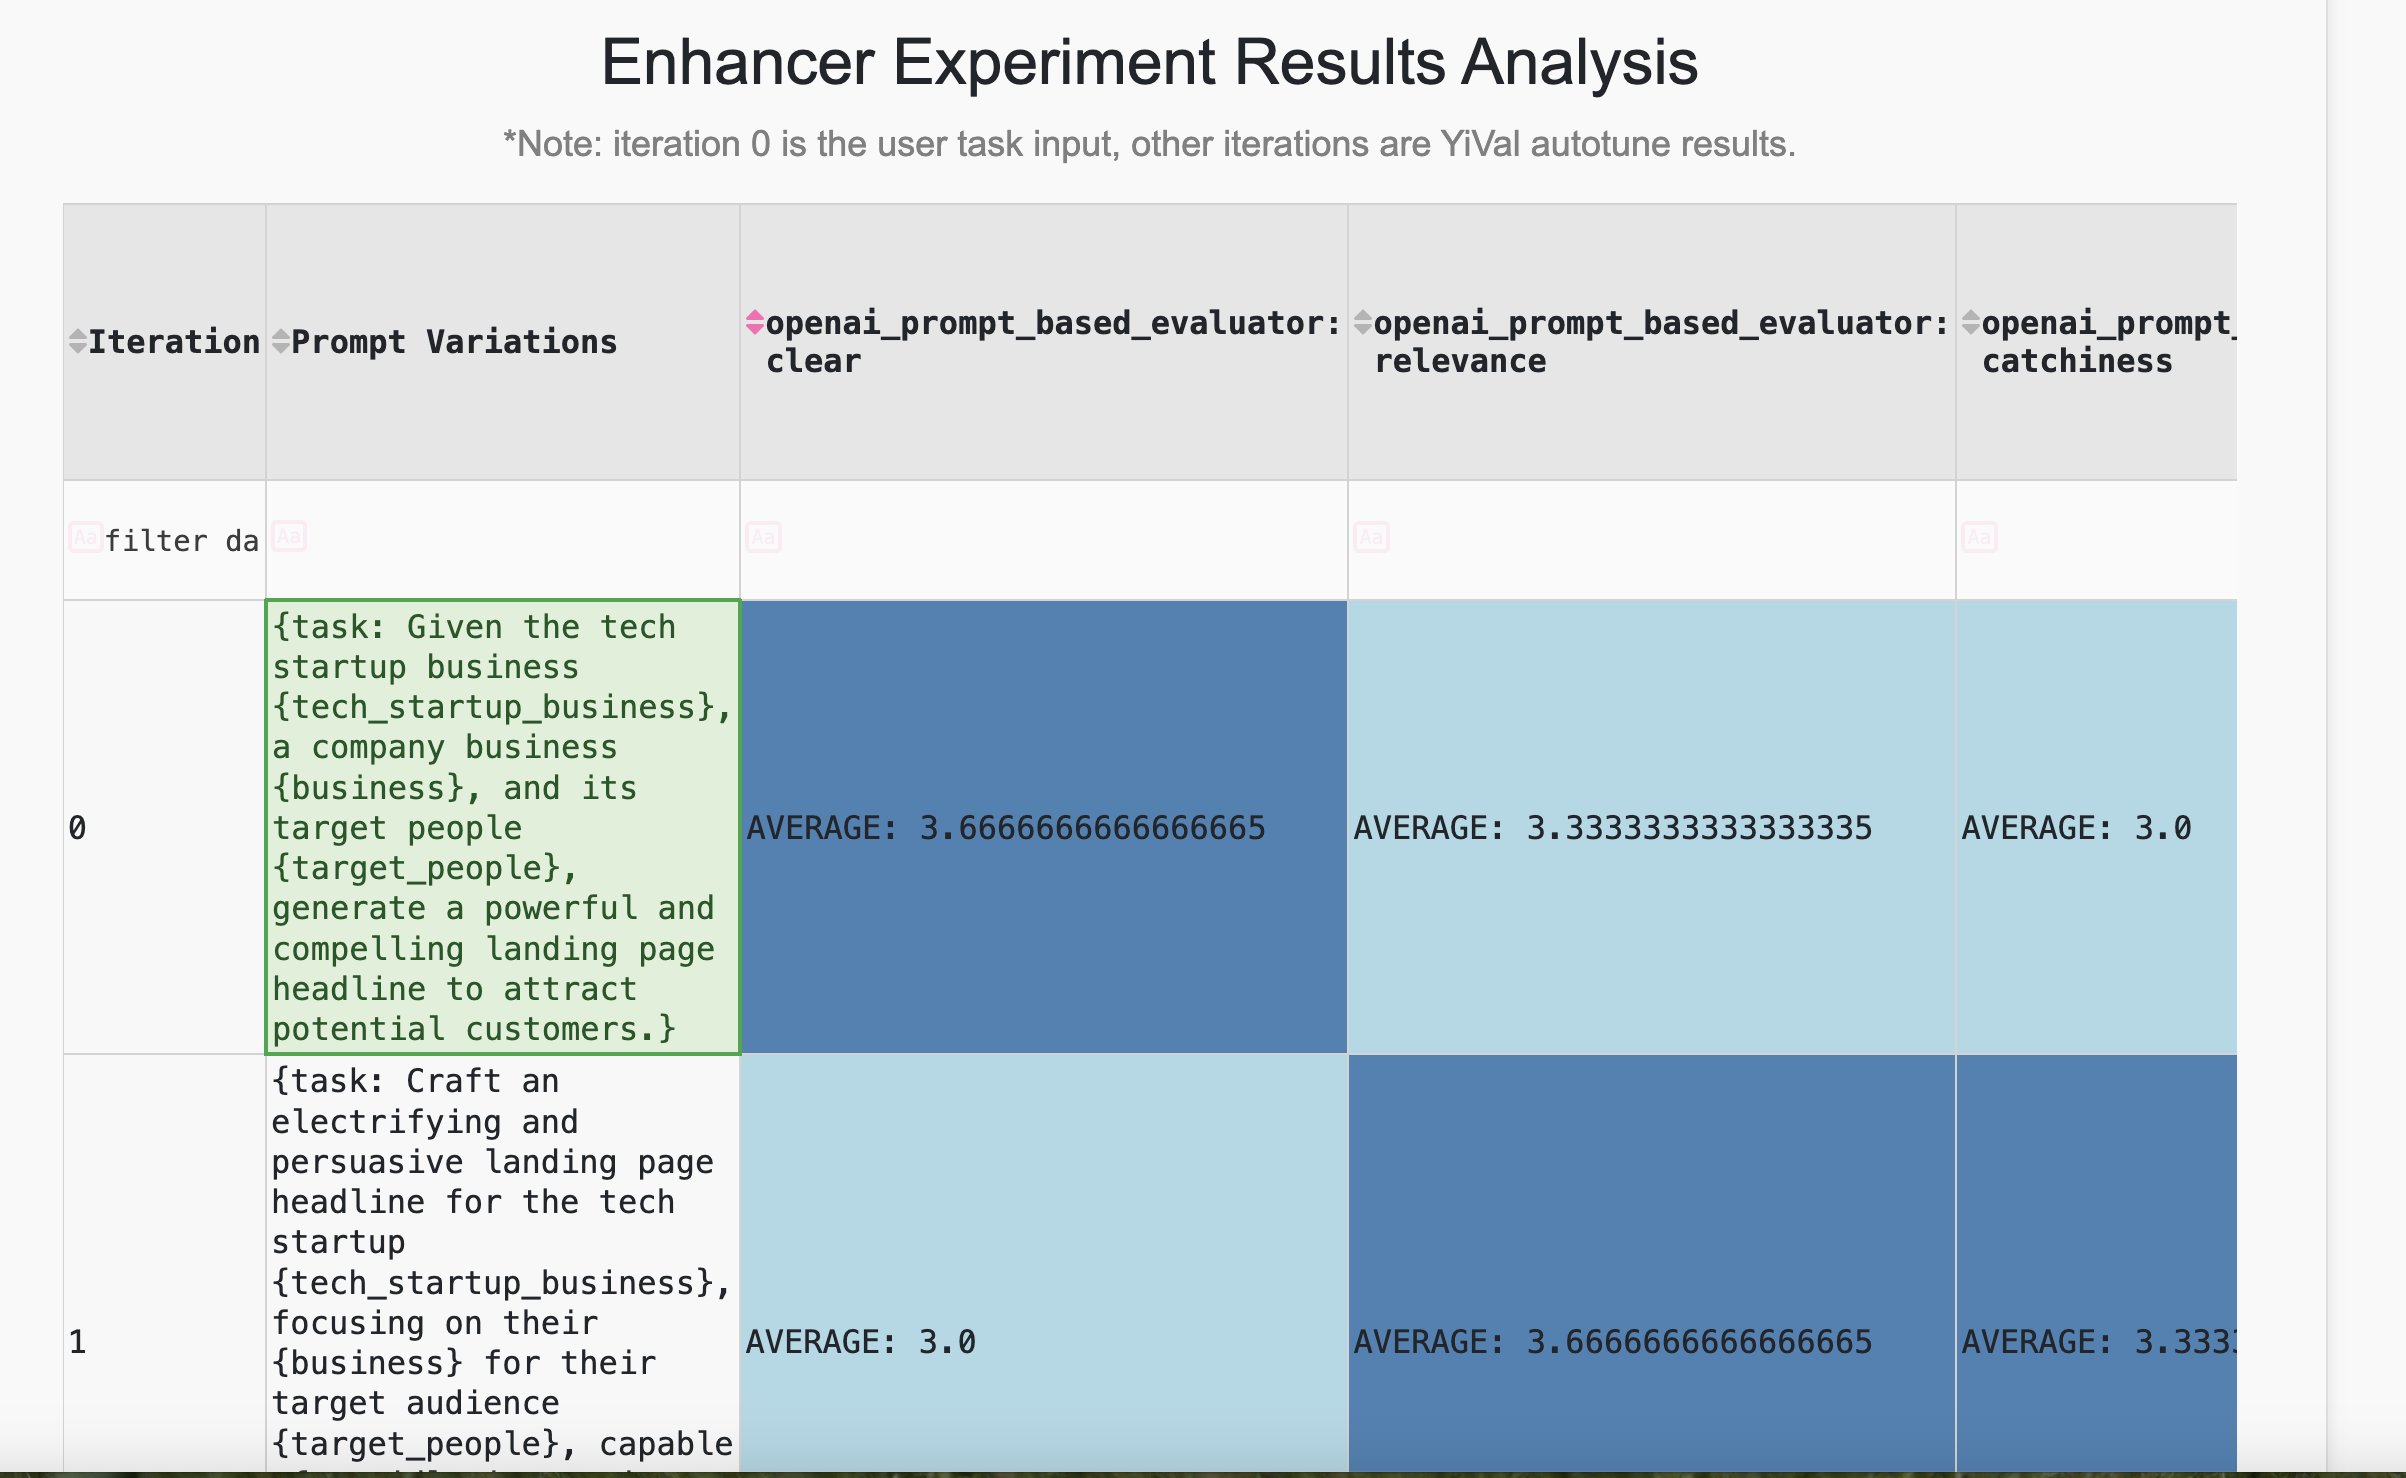 Enhancer Experiment Results Analysis
*Note: iteration 0 is the user task input, other iterations are YiVal autotune results.
Iteration
Prompt Variations
openai_prompt_based_evaluator:
clear
openai_prompt_based_evaluator:
relevance
openai_prompt_
catchiness
Aa filter da
Aa
Aa
Aa
Aa
0
{task: Given the tech
startup business
{tech_startup_business},
a company business
{business}, and its
target people
{target_people},
generate a powerful and
compelling landing page
headline to attract
potential customers.}
AVERAGE: 3.6666666666666665
AVERAGE: 3.3333333333333335
AVERAGE: 3.0
1
{task: Craft an
electrifying and
persuasive landing page
headline for the tech
startup
{tech_startup_business},
focusing on their
{business} for their
target audience
{target_people}, capable
AVERAGE: 3.0
AVERAGE: 3.6666666666666665
AVERAGE: 3.333